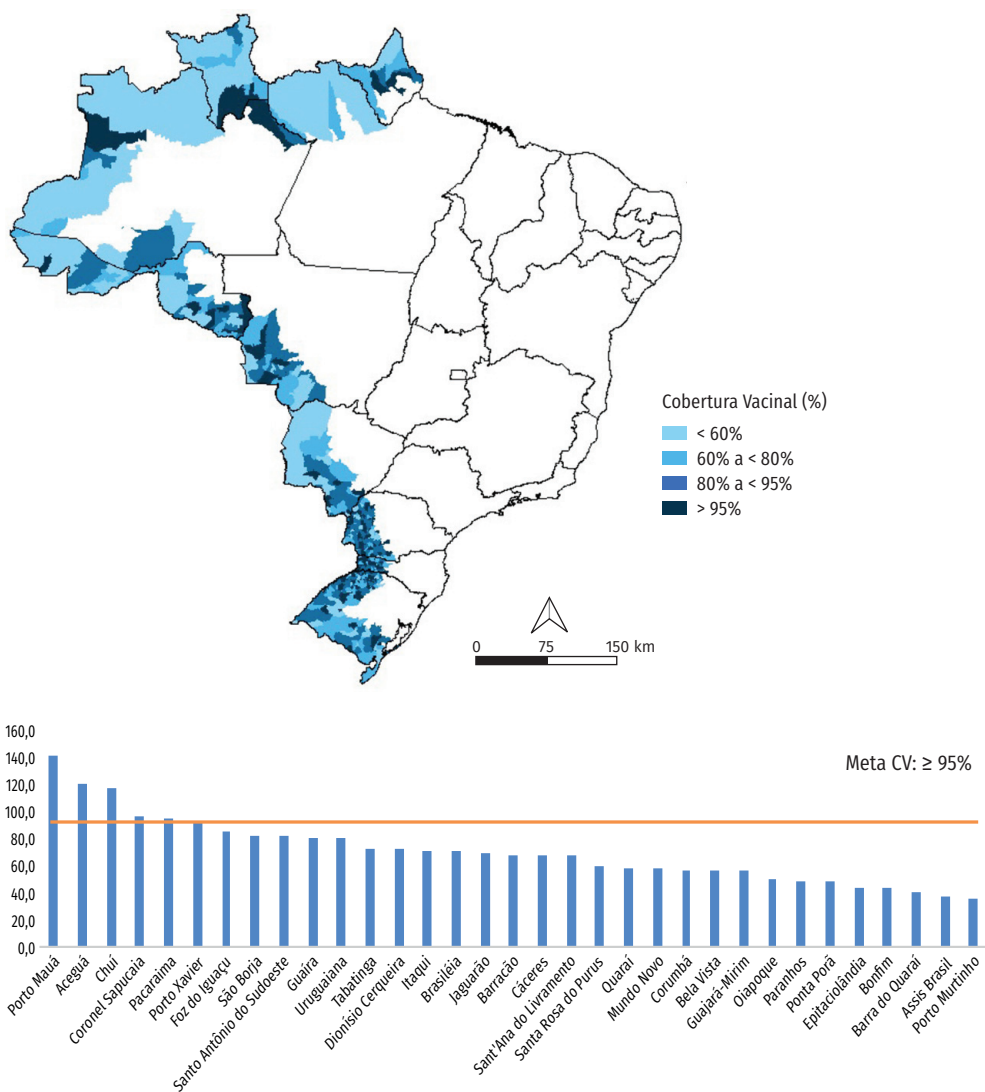 Cobertura Vacinal (%)
< 60%
60% a < 80%
80% a < 95%
> 95%
0 75 150 km
160,0
140,0
120,0
100,0
80,0
60,0
40,0
20,0
0,0
Meta CV: ≥ 95%
Porto Mauá
Aceguá
Chuí
Coronel Sapucaia
Pacaraima
Porto Xavier
Foz do Iguaçu
São Borja
Santo Antônio do Sudoeste
Guaíra
Uruguaiana
Tabatinga
Dionísio Cerqueira
Itaqui
Brasiléia
Jaguarão
Barracão
Cáceres
Sant'Ana do Livramento
Santa Rosa do Purus
Quaraí
Mundo Novo
Corumbá
Bela Vista
Guajará-Mirim
Oiapoque
Paranhos
Ponta Porã
Epitaciolândia
Bonfim
Barra do Quaraí
Assis Brasil
Porto Murtinho